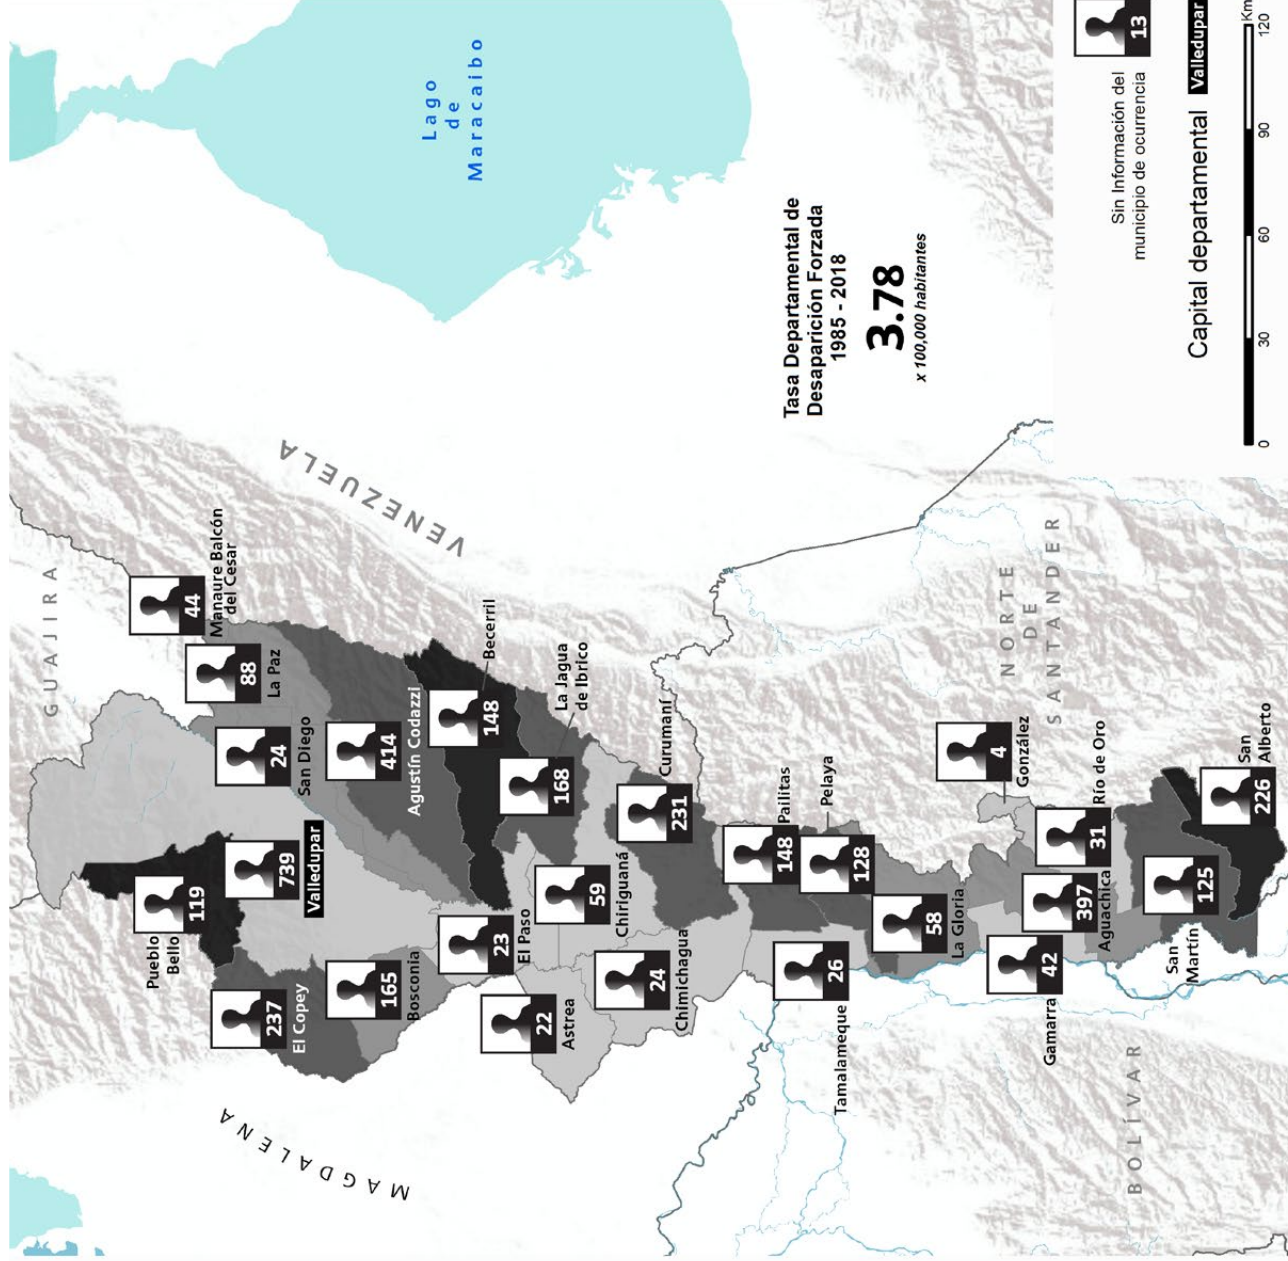 GUAJIRA
44
Manaure Balcón
del Cesar
88
La Paz
24
San Diego
119
Pueblo
Bello
739
Valledupar
237
El Copey
165
Bosconia
414
Agustín Codazzi
148
Becerril
168
La Jagua
de Ibrico
23
El Paso
22
Astrea
59
Chiriguaná
24
Chimichagua
231
Curumaní
148
Pailitas
128
Pelaya
26
Tamalameque
58
La Gloria
4
González
42
Gamarra
397
Aguachica
31
Río de Oro
125
San
Martín
226
San
Alberto
MAGDALENA
VENEZUELA
BOLÍVAR
NORTE
DE
SANTANDER
Lago
de
Maracaibo
Tasa Departamental de
Desaparición Forzada
1985 - 2018
3.78
x 100,000 habitantes
Sin Información del
municipio de ocurrencia
13
Capital departamental Valledupar
0 30 60 90 120
Km